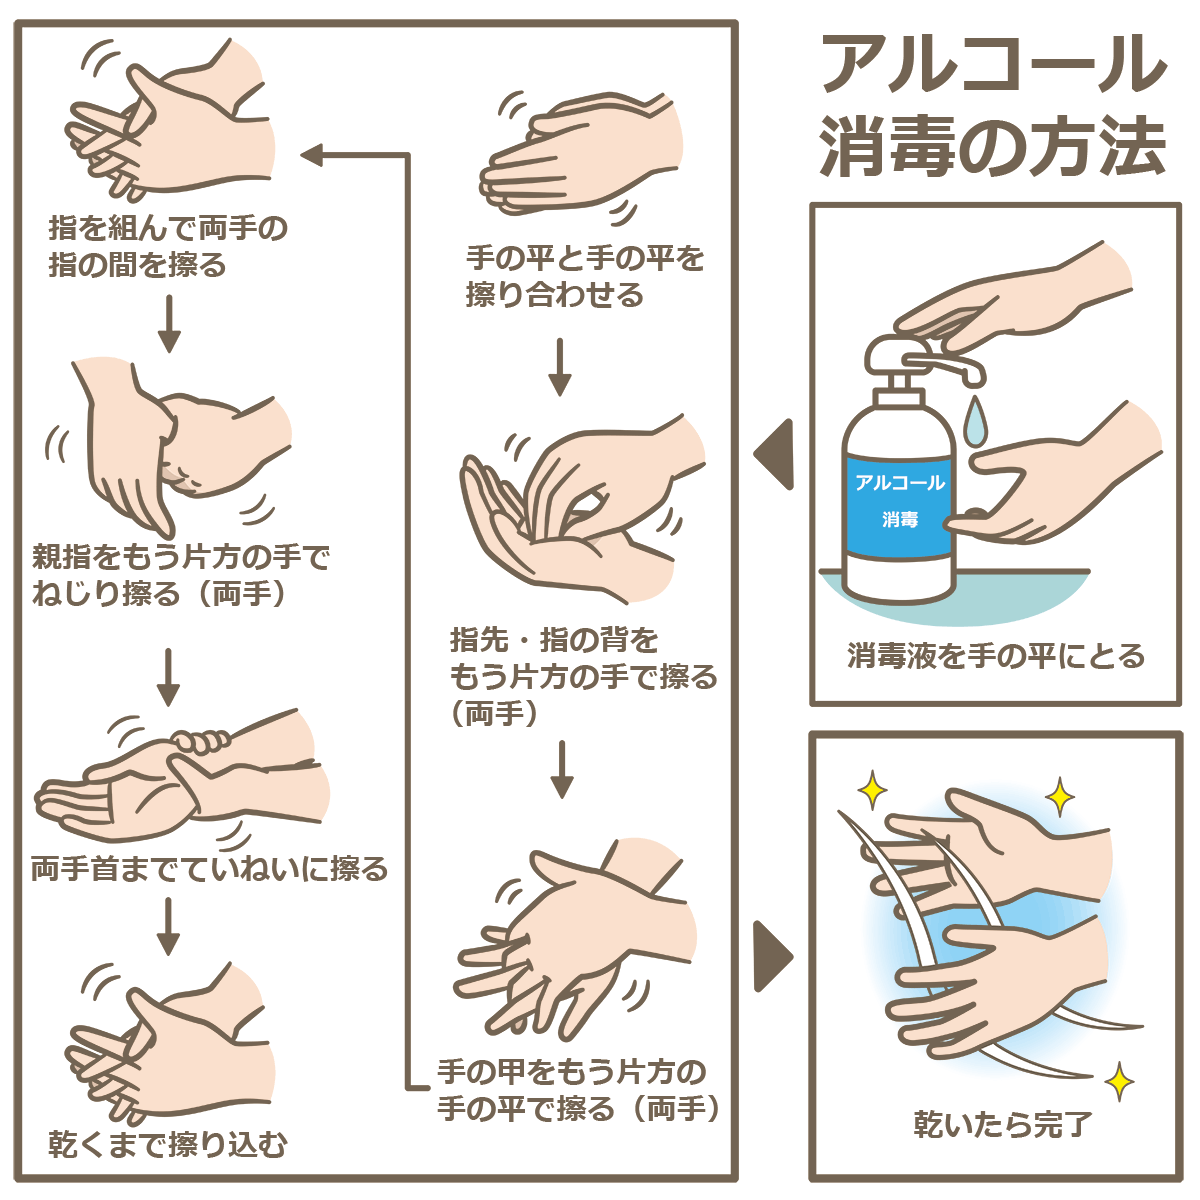 アルコール
消毒の方法
アルコール
消毒
消毒液を手の平にとる
手の平と手の平を
擦り合わせる
指先・指の背を
もう片方の手で擦る
（両手）
手の甲をもう片方の
手の平で擦る（両手）
指を組んで両手の
指の間を擦る
親指をもう片方の手で
ねじり擦る（両手）
両手首までていねいに擦る
乾くまで擦り込む
乾いたら完了